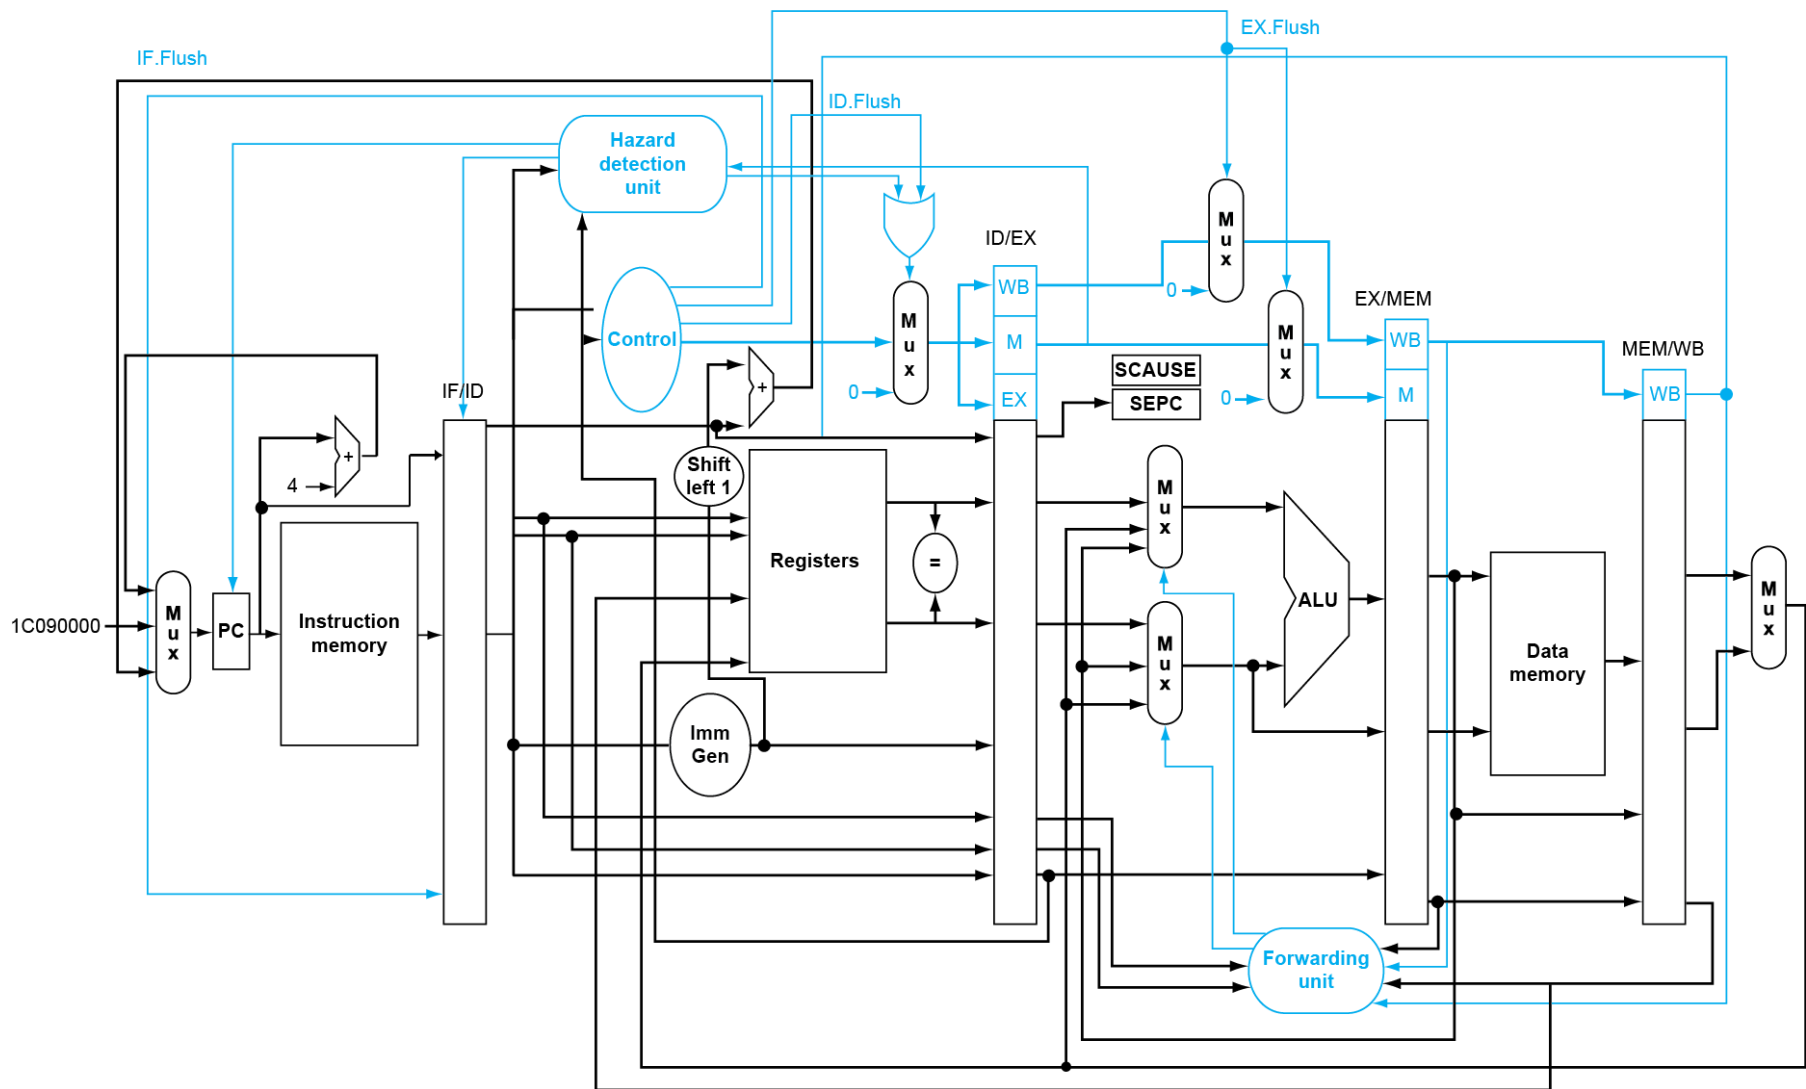 EX.Flush
IF.Flush
ID.Flush
Hazard
detection
unit
M
u
x
0
ID/EX
WB
M
EX
EX/MEM
WB
M
MEM/WB
WB
M
u
x
0
Control
M
u
x
0
SCAUSE
SEPC
+
IF/ID
+
4
Shift
left 1
Registers
=
M
u
x
M
u
x
ALU
Data
memory
M
u
x
1C090000
M
u
x
PC
Instruction
memory
Imm
Gen
Forwarding
unit